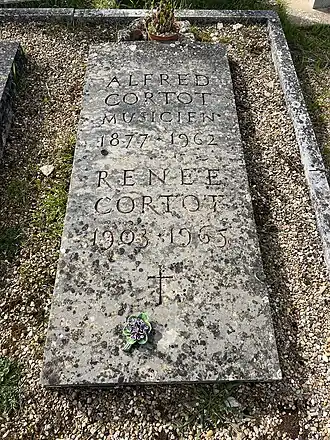 ALFRED
CORTOT
MUSICIEN
1877 · 1962
RENEE
CORTOT
1903 · 1965